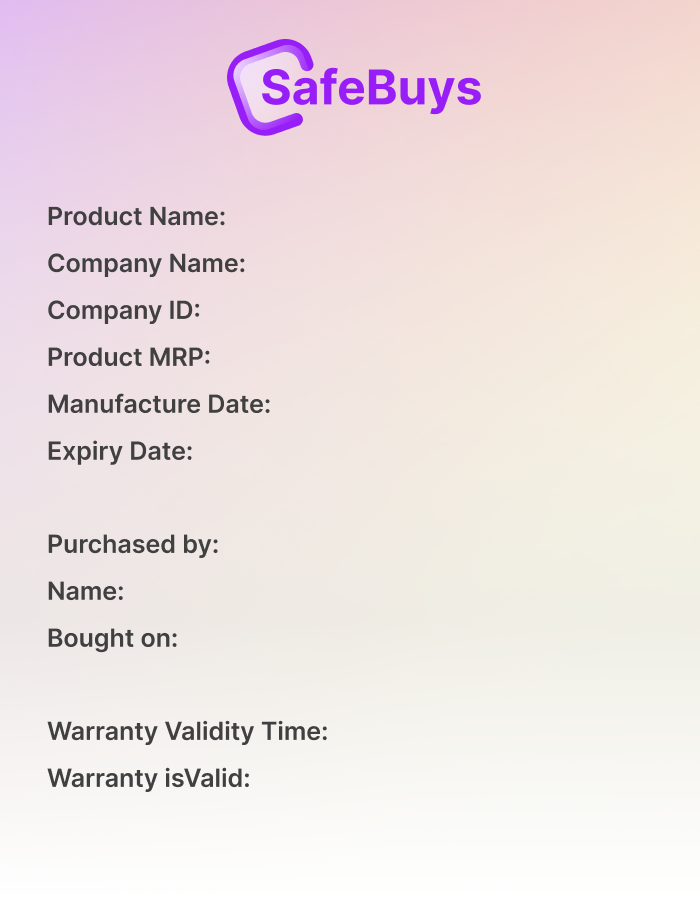 SafeBuys
Product Name:
Company Name:
Company ID:
Product MRP:
Manufacture Date:
Expiry Date:
Purchased by:
Name:
Bought on:
Warranty Validity Time:
Warranty isValid: